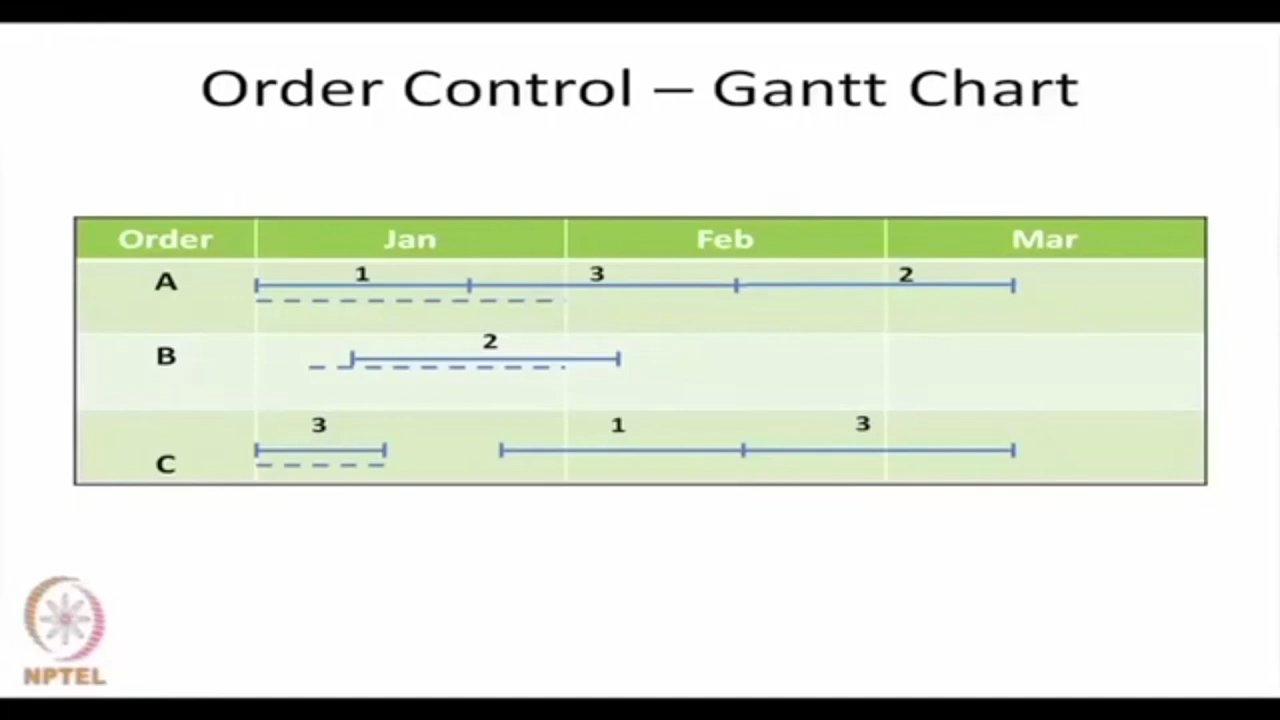 Order Control – Gantt Chart
Order Jan Feb Mar
A 1 3 2
B 2
C 3 1 3
NPTEL